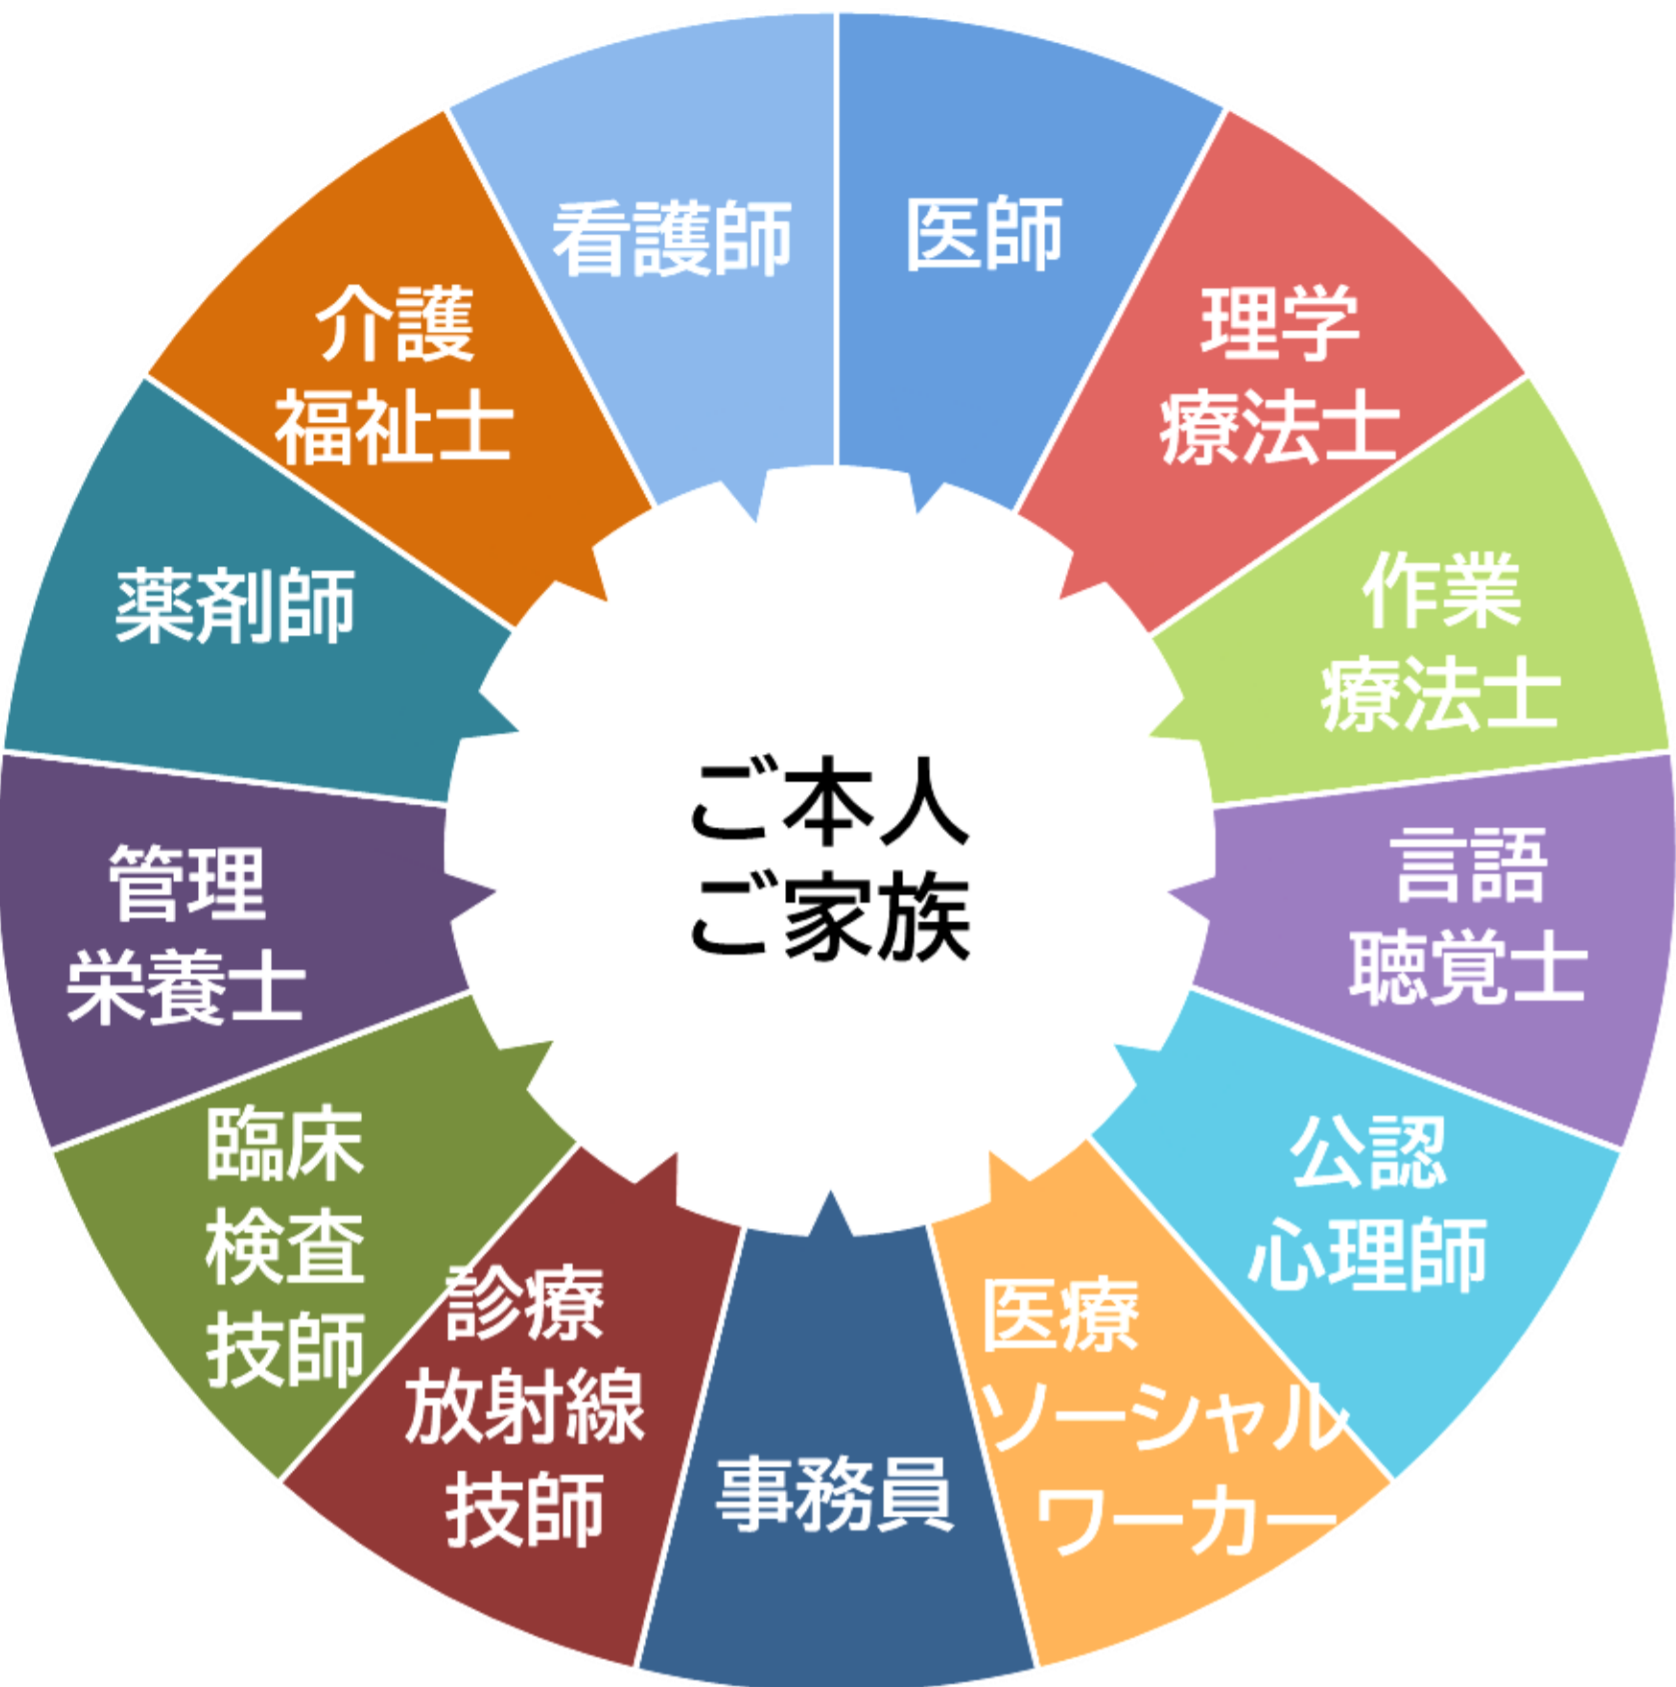 医師
理学
療法士
作業
療法士
言語
聴覚士
公認
心理師
医療
ソーシャル
ワーカー
事務員
診療
放射線
技師
臨床
検査
技師
管理
栄養士
薬剤師
介護
福祉士
看護師
ご本人
ご家族